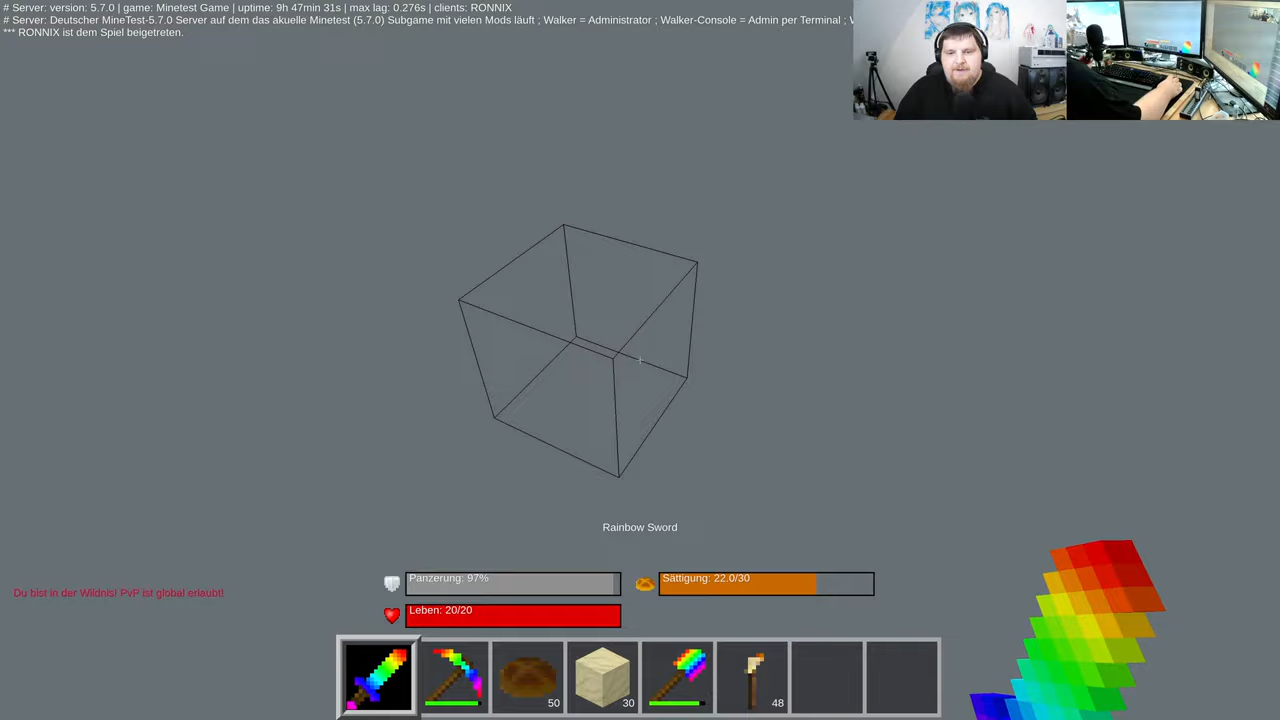 # Server: version: 5.7.0 | game: Minetest Game | uptime: 9h 47min 31s | max lag: 0.276s | clients: RONNIX
# Server: Deutscher MineTest-5.7.0 Server auf dem das akuelle Minetest (5.7.0) Subgame mit vielen Mods läuft ; Walker = Administrator ; Walker-Console = Admin per Terminal ;
*** RONNIX ist dem Spiel beigetreten.
Rainbow Sword
Panzerung: 97%
Sättigung: 22.0/30
Du bist in der Wildnis! PvP ist global erlaubt!
Leben: 20/20
50
30
48